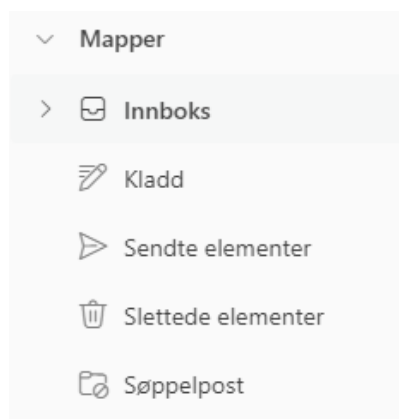 Mapper
Innboks
Kladd
Sendte elementer
Slettede elementer
Søppelpost